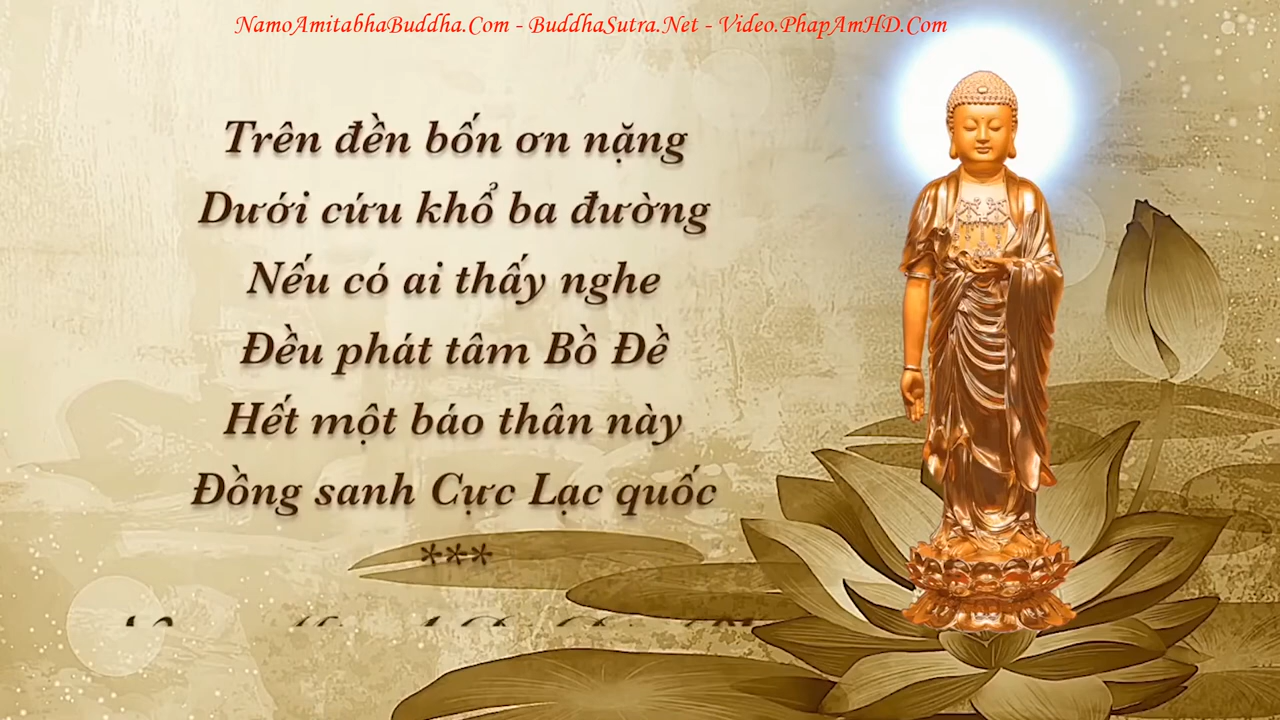 NamoAmitabhaBuddha.Com - BuddhaSutra.Net - Video.PhapAmHD.Com
Trên đền bốn ơn nặng
Dưới cứu khổ ba đường
Nếu có ai thấy nghe
Đều phát tâm Bồ Đề
Hết một báo thân này
Đồng sanh Cực Lạc quốc
***